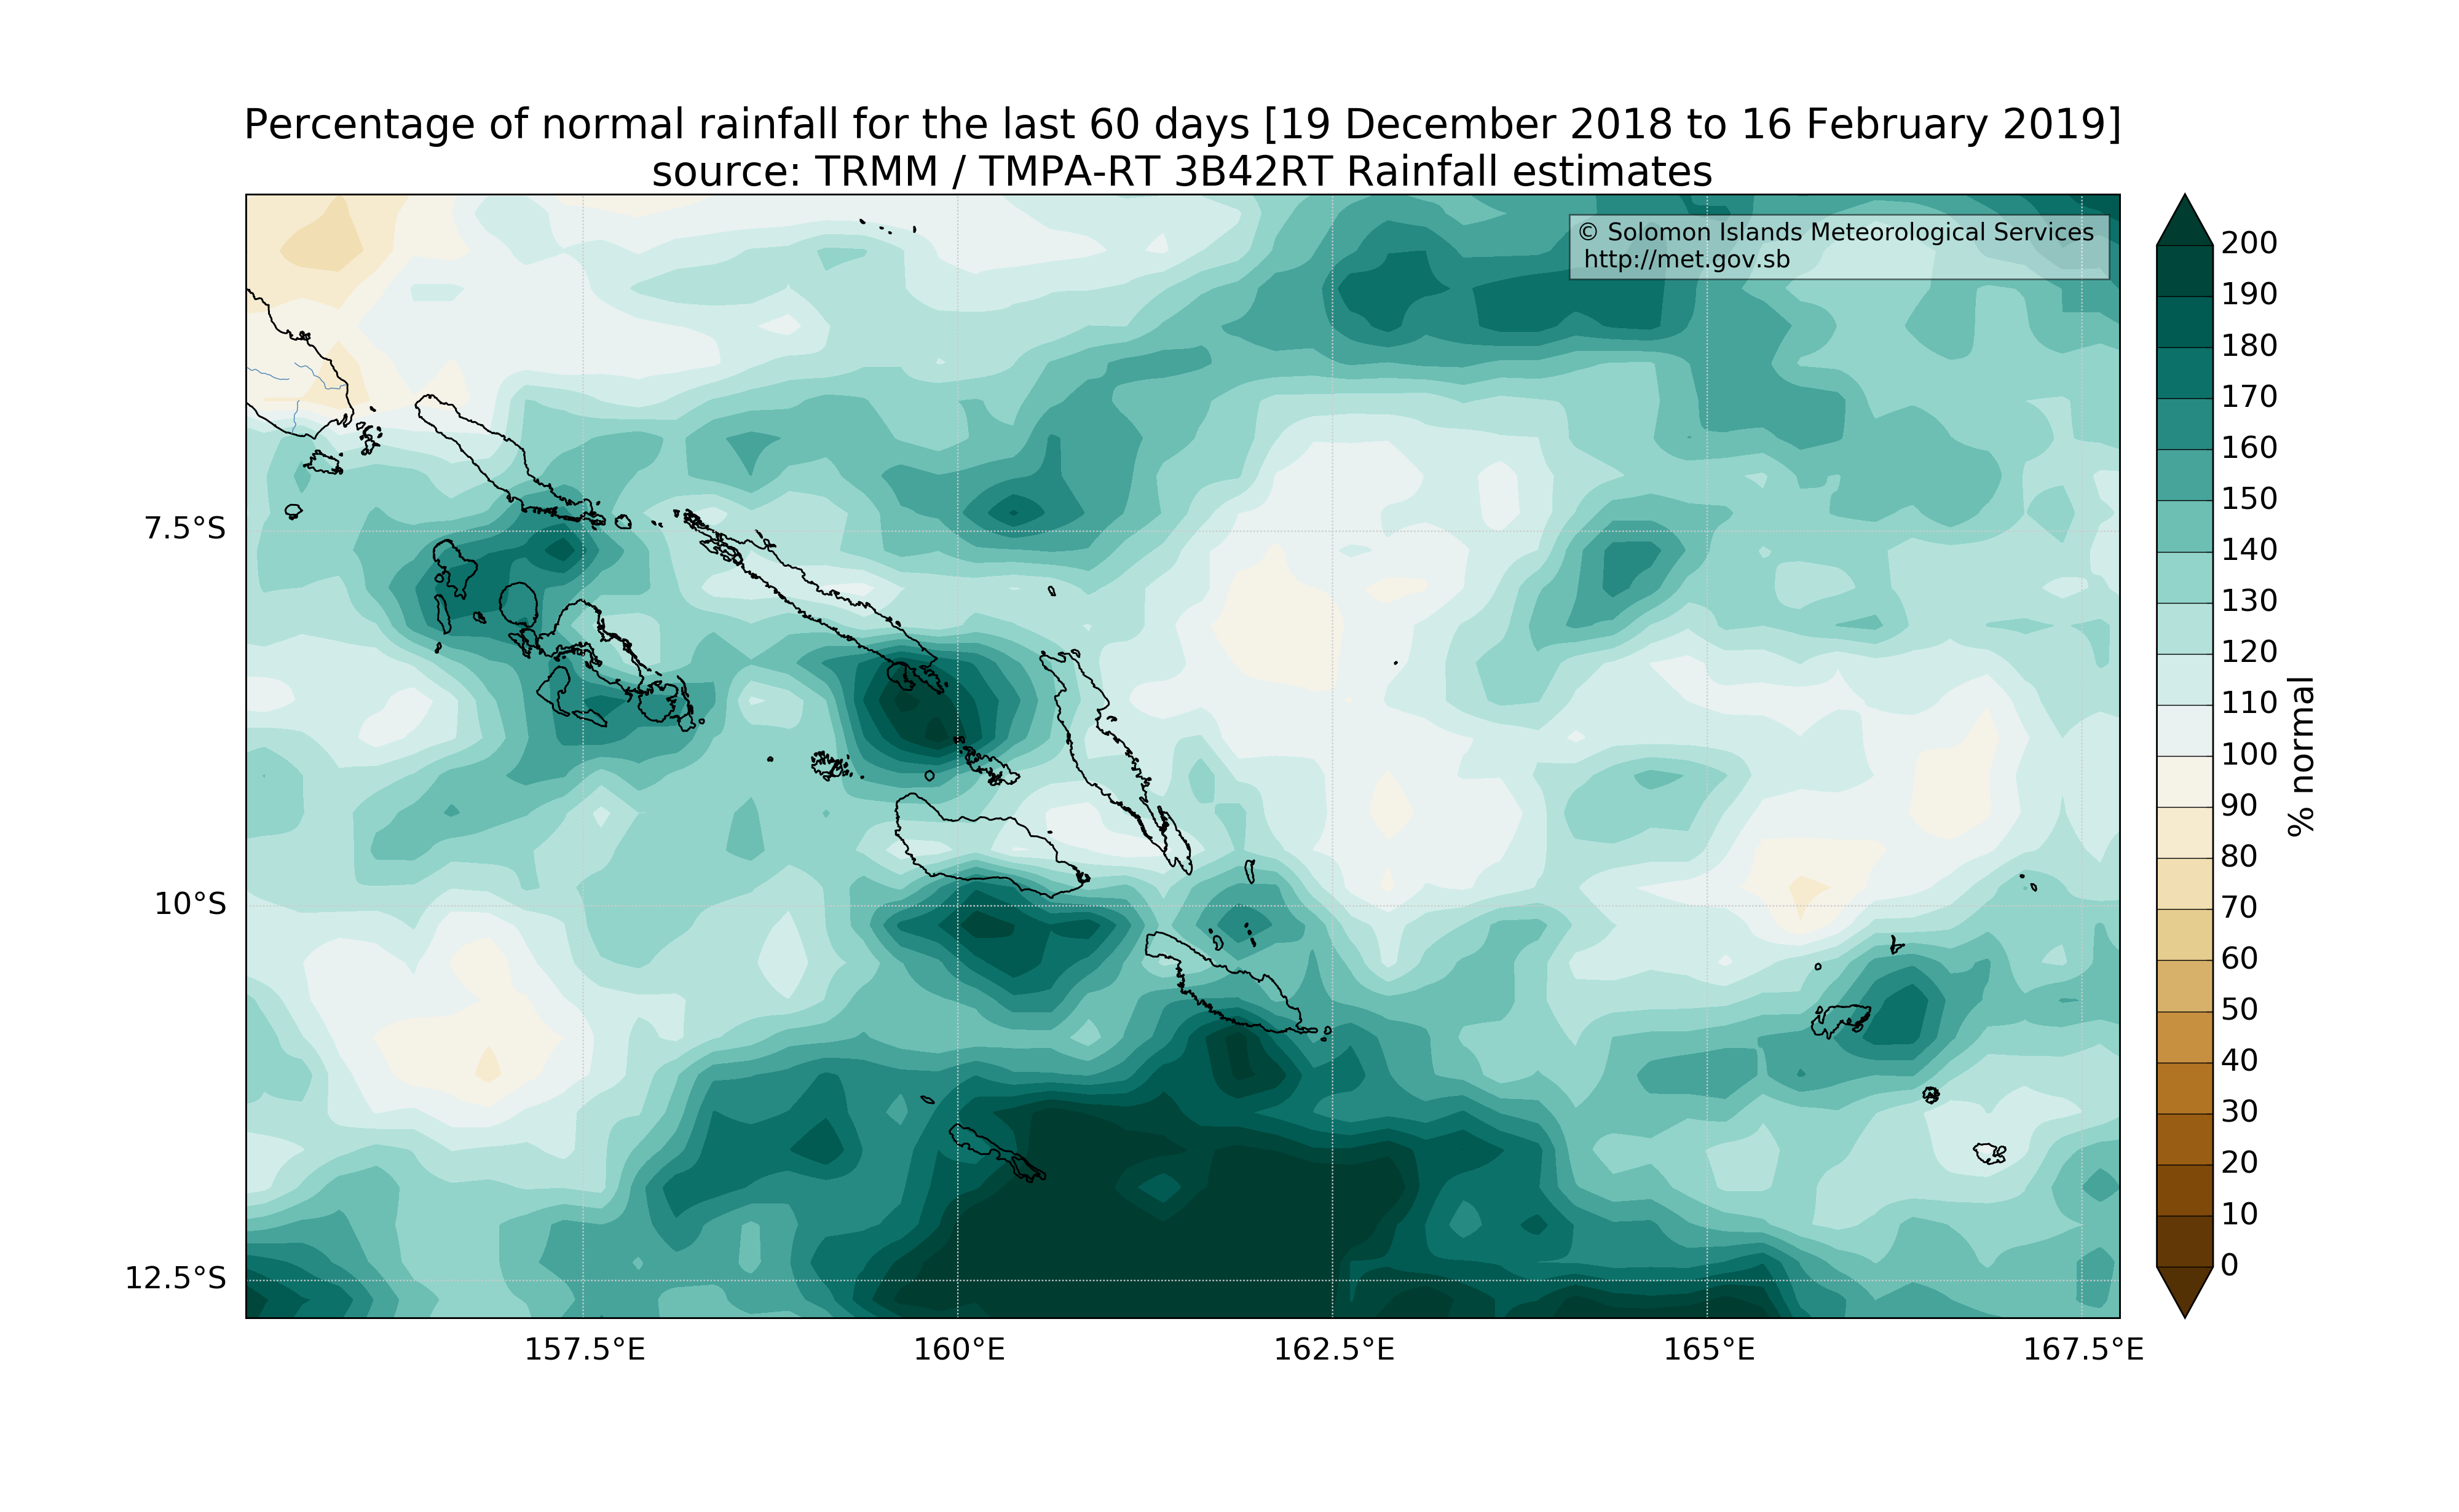 Percentage of normal rainfall for the last 60 days [19 December 2018 to 16 February 2019]
source: TRMM / TMPA-RT 3B42RT Rainfall estimates
© Solomon Islands Meteorological Services
http://met.gov.sb
7.5°S
10°S
12.5°S
157.5°E
160°E
162.5°E
165°E
167.5°E
200
190
180
170
160
150
140
130
120
110
100
90
80
70
60
50
40
30
20
10
0
% normal